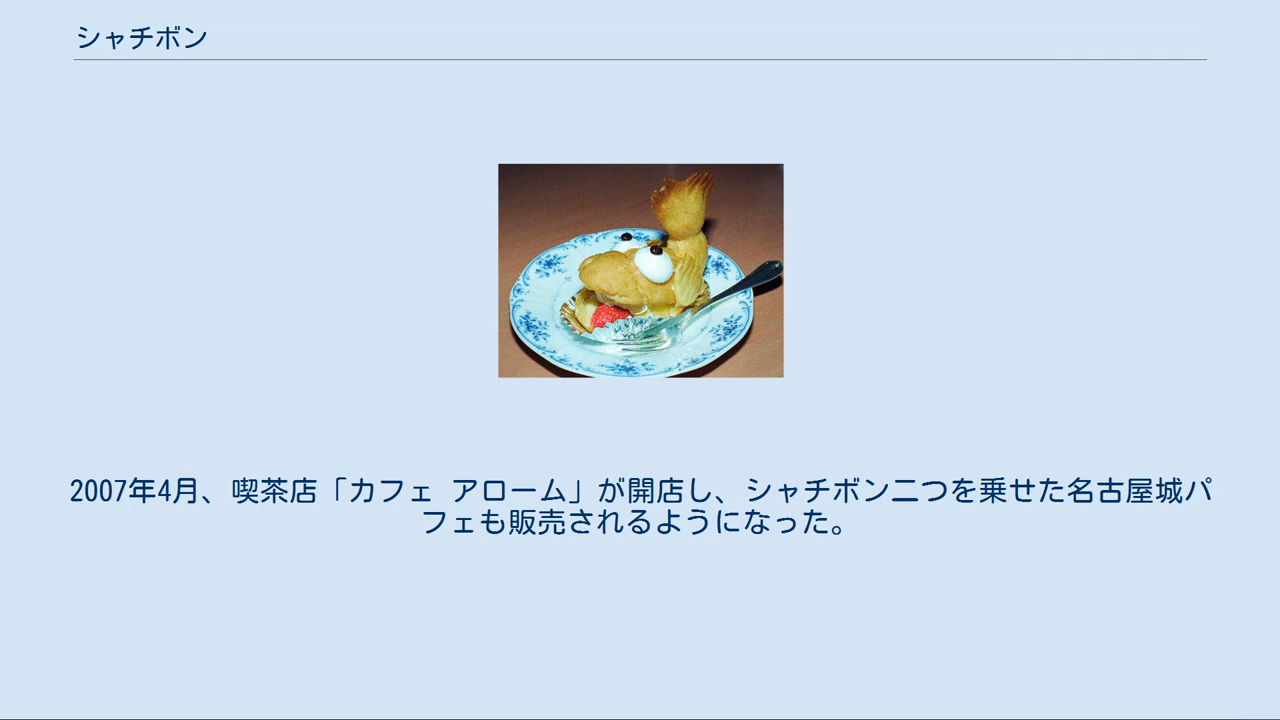 シャチボン
2007年4月、喫茶店「カフェ アローム」が開店し、シャチボン二つを乗せた名古屋城パ
フェも販売されるようになった。